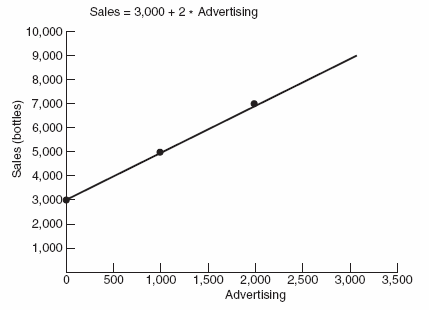 Sales = 3,000 + 2 * Advertising
10,000
9,000
8,000
7,000
6,000
5,000
4,000
3,000
2,000
1,000
Sales (bottles)
0 500 1,000 1,500 2,000 2,500 3,000 3,500
Advertising